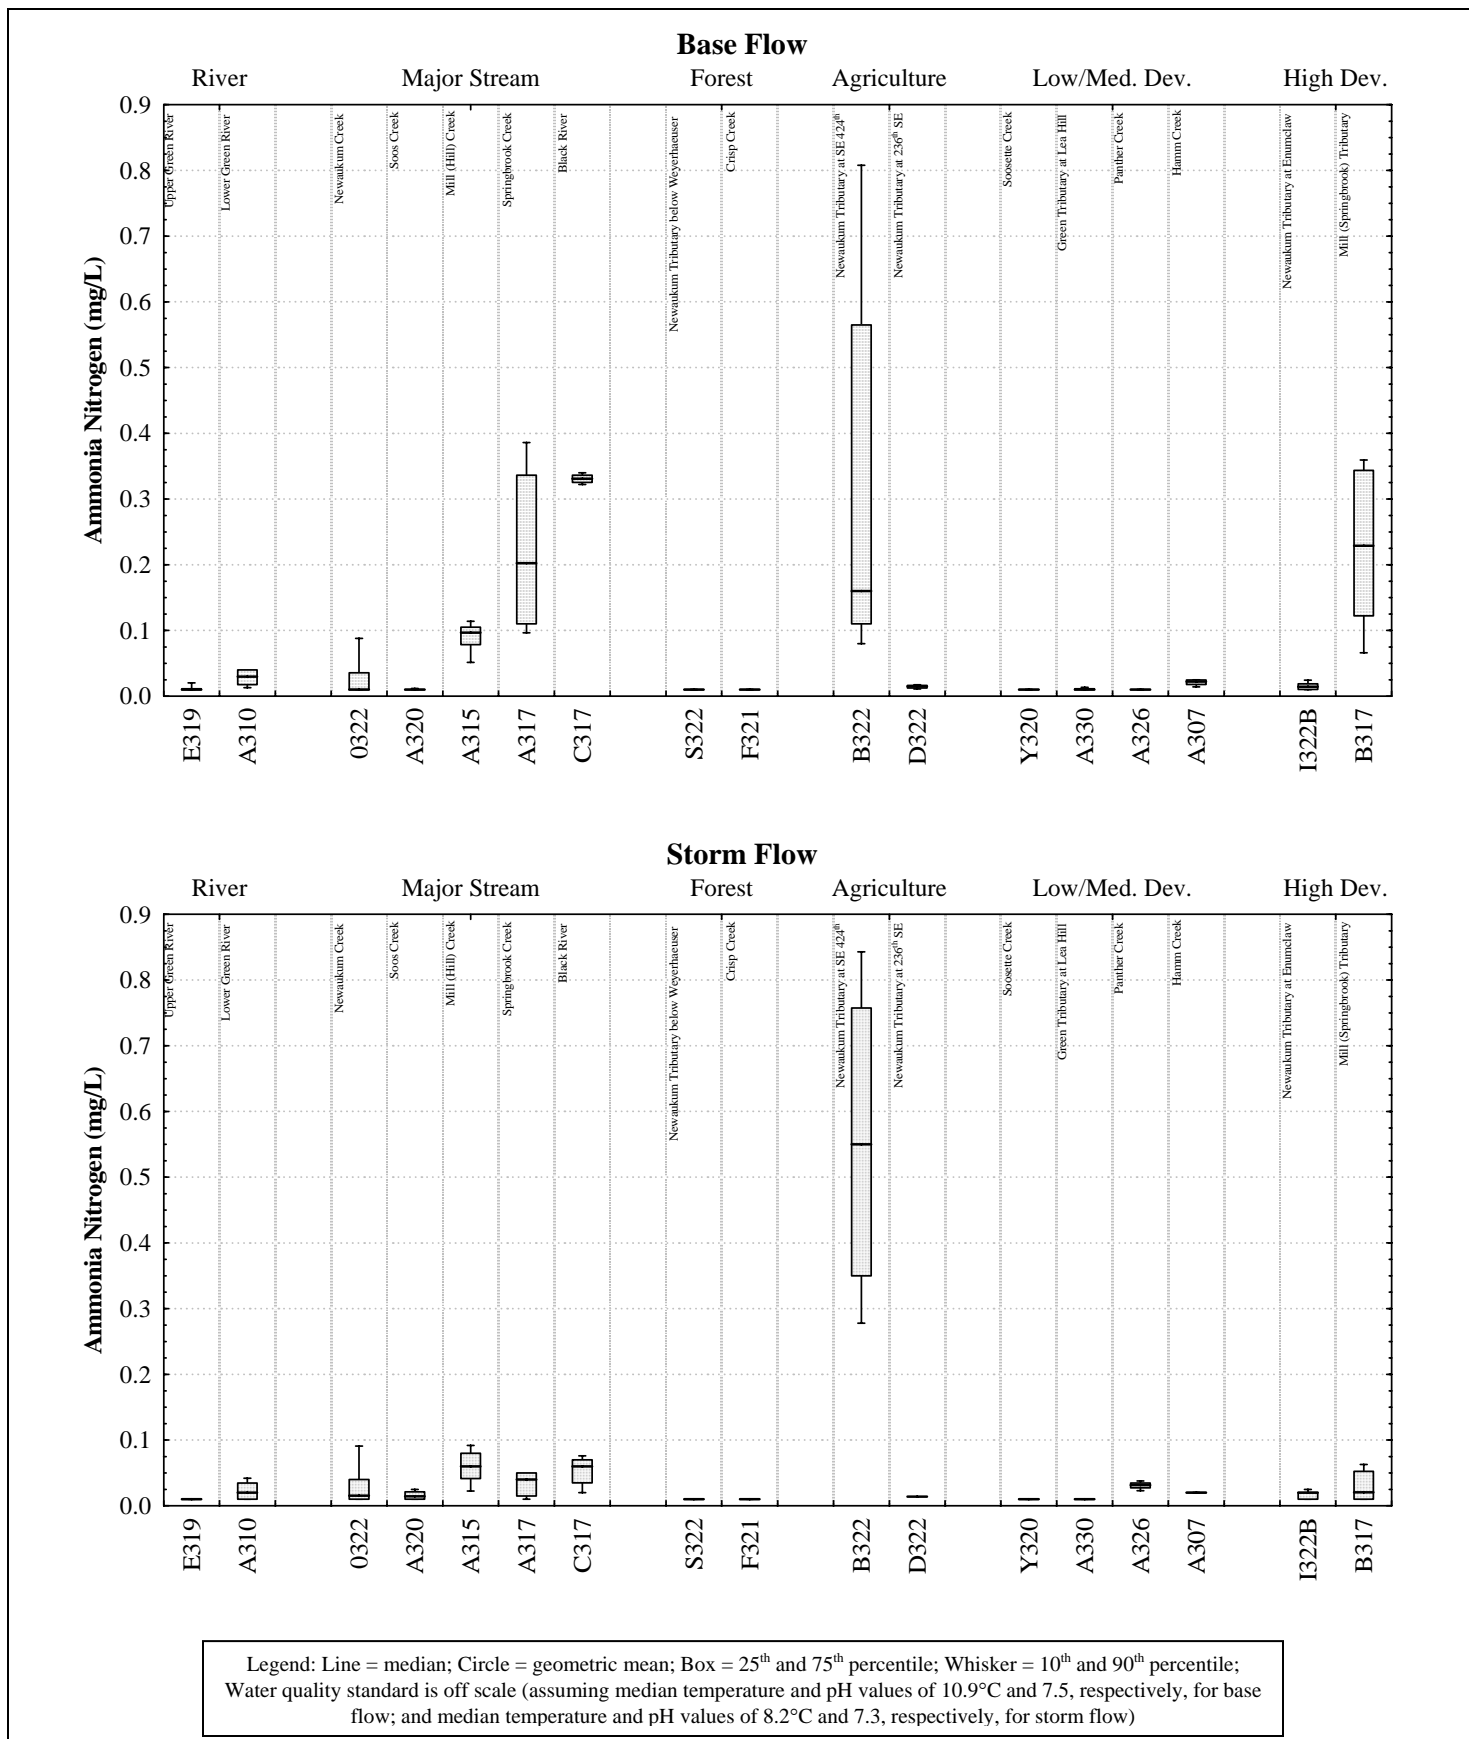 Base Flow
River Major Stream Forest Agriculture Low/Med. Dev. High Dev.
Ammonia Nitrogen (mg/L)
0.9
0.8
0.7
0.6
0.5
0.4
0.3
0.2
0.1
0.0
Upper Green River
Lower Green River
Newaukum Creek
Soos Creek
Mill (Hill) Creek
Springbrook Creek
Black River
Newaukum Tributary below Weyerhaeuser
Crisp Creek
Newaukum Tributary at SE 424th
Newaukum Tributary at 236th SE
Soosette Creek
Green Tributary at Lea Hill
Panther Creek
Hamm Creek
Newaukum Tributary at Enumclaw
Mill (Springbrook) Tributary
E319 A310 0322 A320 A315 A317 C317 S322 F321 B322 D322 Y320 A330 A326 A307 I322B B317
Storm Flow
River Major Stream Forest Agriculture Low/Med. Dev. High Dev.
Ammonia Nitrogen (mg/L)
0.9
0.8
0.7
0.6
0.5
0.4
0.3
0.2
0.1
0.0
Upper Green River
Lower Green River
Newaukum Creek
Soos Creek
Mill (Hill) Creek
Springbrook Creek
Black River
Newaukum Tributary below Weyerhaeuser
Crisp Creek
Newaukum Tributary at SE 424th
Newaukum Tributary at 236th SE
Soosette Creek
Green Tributary at Lea Hill
Panther Creek
Hamm Creek
Newaukum Tributary at Enumclaw
Mill (Springbrook) Tributary
E319 A310 0322 A320 A315 A317 C317 S322 F321 B322 D322 Y320 A330 A326 A307 I322B B317
Legend: Line = median; Circle = geometric mean; Box = 25th and 75th percentile; Whisker = 10th and 90th percentile;
Water quality standard is off scale (assuming median temperature and pH values of 10.9°C and 7.5, respectively, for base
flow; and median temperature and pH values of 8.2°C and 7.3, respectively, for storm flow)